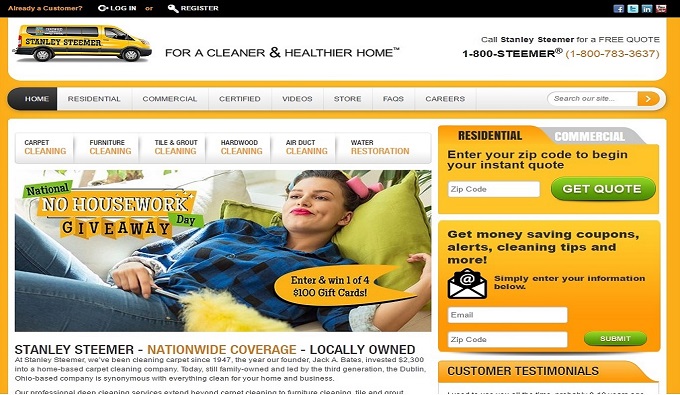 Already a Customer? LOG IN or REGISTER
STANLEY STEEMER
FOR A CLEANER & HEALTHIER HOME™
Call Stanley Steemer for a FREE QUOTE
1-800-STEEMER® (1-800-783-3637)
HOME RESIDENTIAL COMMERCIAL CERTIFIED VIDEOS STORE FAQS CAREERS
Search our site...
CARPET CLEANING
FURNITURE CLEANING
TILE & GROUT CLEANING
HARDWOOD CLEANING
AIR DUCT CLEANING
WATER RESTORATION
National
NO HOUSEWORK
Day
GIVEAWAY
Enter & win 1 of 4
$100 Gift Cards!
RESIDENTIAL COMMERCIAL
Enter your zip code to begin
your instant quote
Zip Code GET QUOTE
Get money saving coupons,
alerts, cleaning tips and
more!
Simply enter your information
below.
Email
Zip Code SUBMIT
STANLEY STEEMER - NATIONWIDE COVERAGE - LOCALLY OWNED
At Stanley Steemer, we've been cleaning carpet since 1947, the year our founder, Jack A. Bates, invested $2,300
into a home-based carpet cleaning company. Today, still family-owned and led by the third generation, the Dublin,
Ohio-based company is synonymous with everything clean for your home and business.
Our professional deep cleaning services extend beyond carpet cleaning to furniture cleaning, tile and grout
CUSTOMER TESTIMONIALS